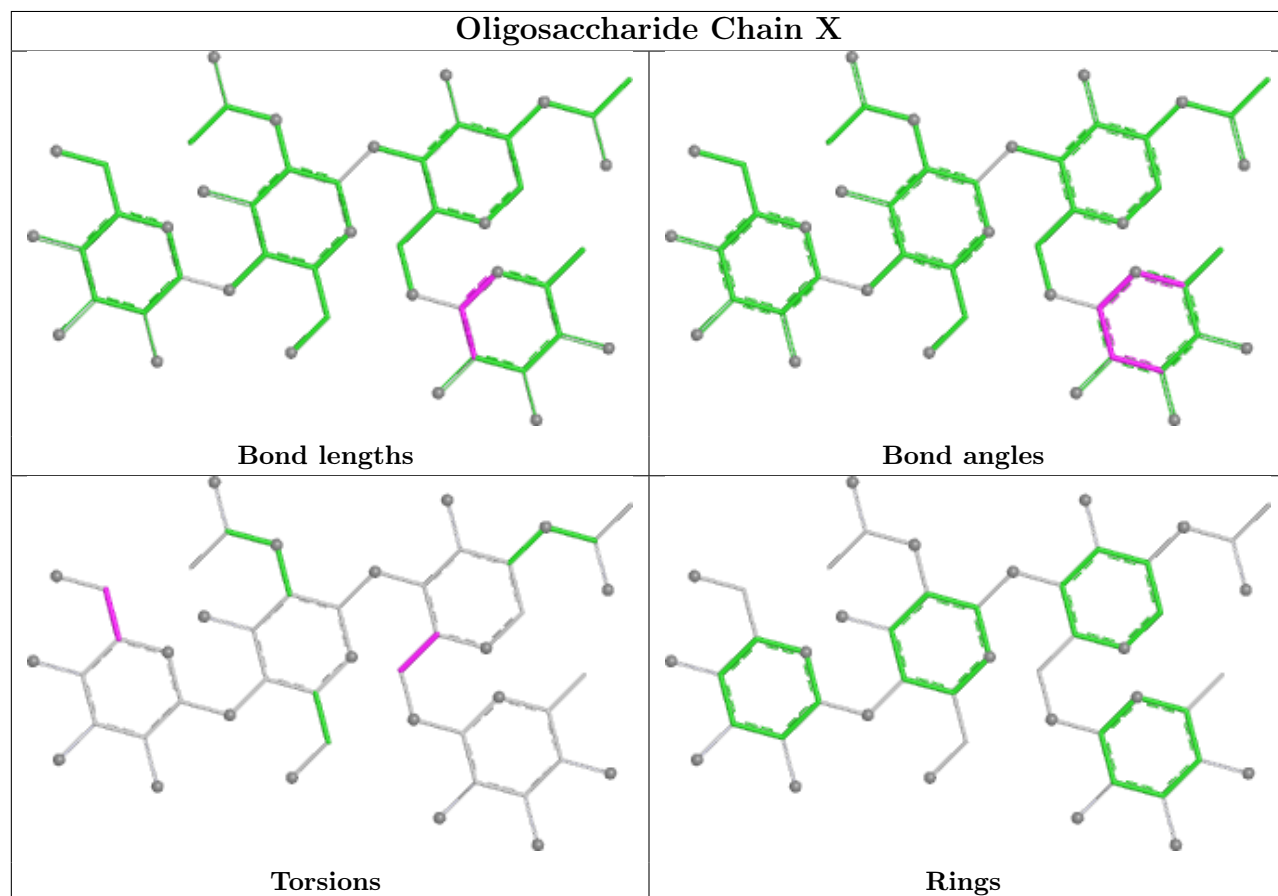 Oligosaccharide Chain X
Bond lengths
Bond angles
Torsions
Rings